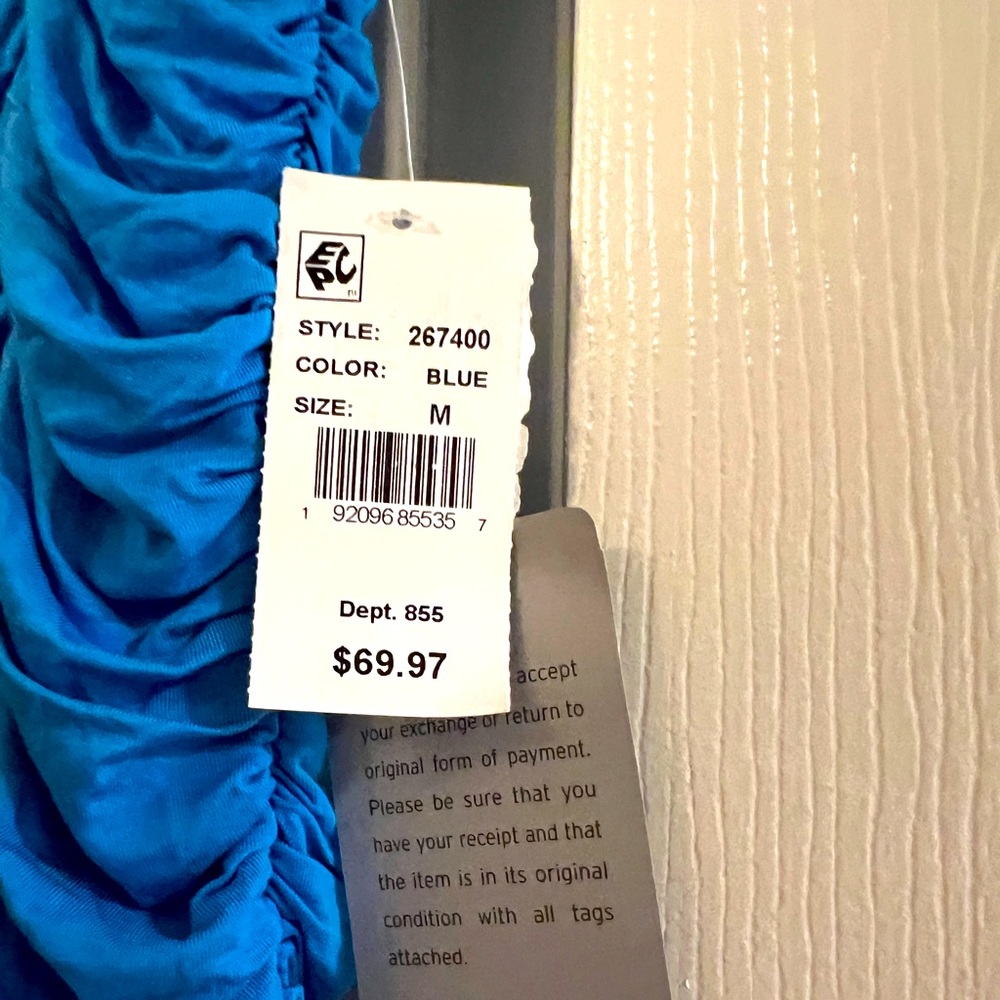 EPC
TM
STYLE: 267400
COLOR: BLUE
SIZE: M
1 92096 85535 7
Dept. 855
$69.97
accept
your exchange or return to
original form of payment.
Please be sure that you
have your receipt and that
the item is in its original
condition with all tags
attached.